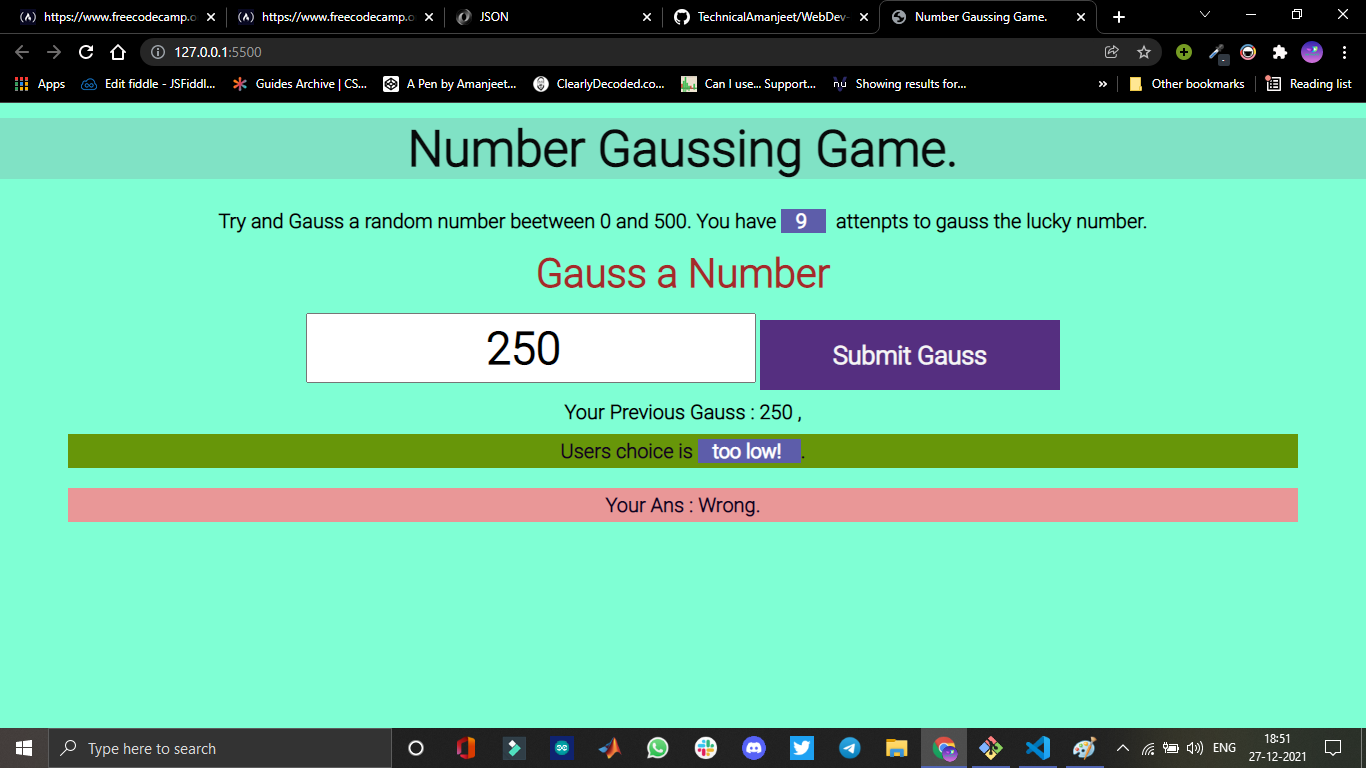 https://www.freecodecamp.o
https://www.freecodecamp.o
JSON
TechnicalAmanjeet/WebDev-
Number Gaussing Game.
127.0.0.1:5500
Apps
Edit fiddle - JSFiddl...
Guides Archive | CS...
A Pen by Amanjeet...
ClearlyDecoded.co...
Can I use... Support...
nu
Showing results for...
»
Other bookmarks
Reading list
Number Gaussing Game.
Try and Gauss a random number beetween 0 and 500. You have 9 attenpts to gauss the lucky number.
Gauss a Number
250
Submit Gauss
Your Previous Gauss : 250 ,
Users choice is too low! .
Your Ans : Wrong.
Type here to search
ENG
18:51
27-12-2021